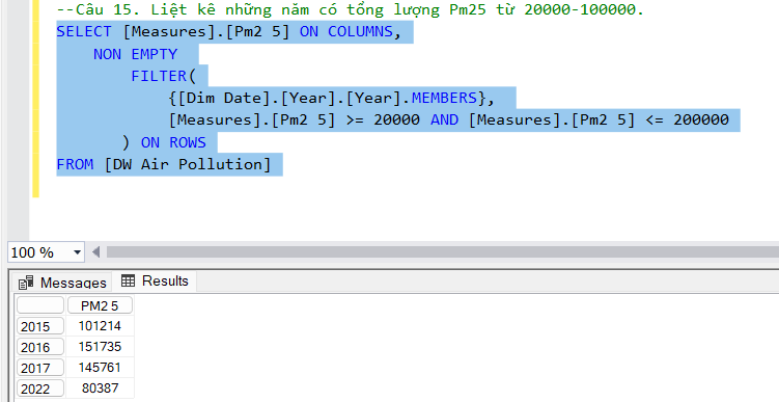 --Câu 15. Liệt kê những năm có tổng lượng Pm25 từ 20000-100000.
SELECT [Measures].[Pm2 5] ON COLUMNS,
NON EMPTY
FILTER(
{[Dim Date].[Year].[Year].MEMBERS},
[Measures].[Pm2 5] >= 20000 AND [Measures].[Pm2 5] <= 200000
) ON ROWS
FROM [DW Air Pollution]
100 %
Messages Results
PM2 5
2015 101214
2016 151735
2017 145761
2022 80387